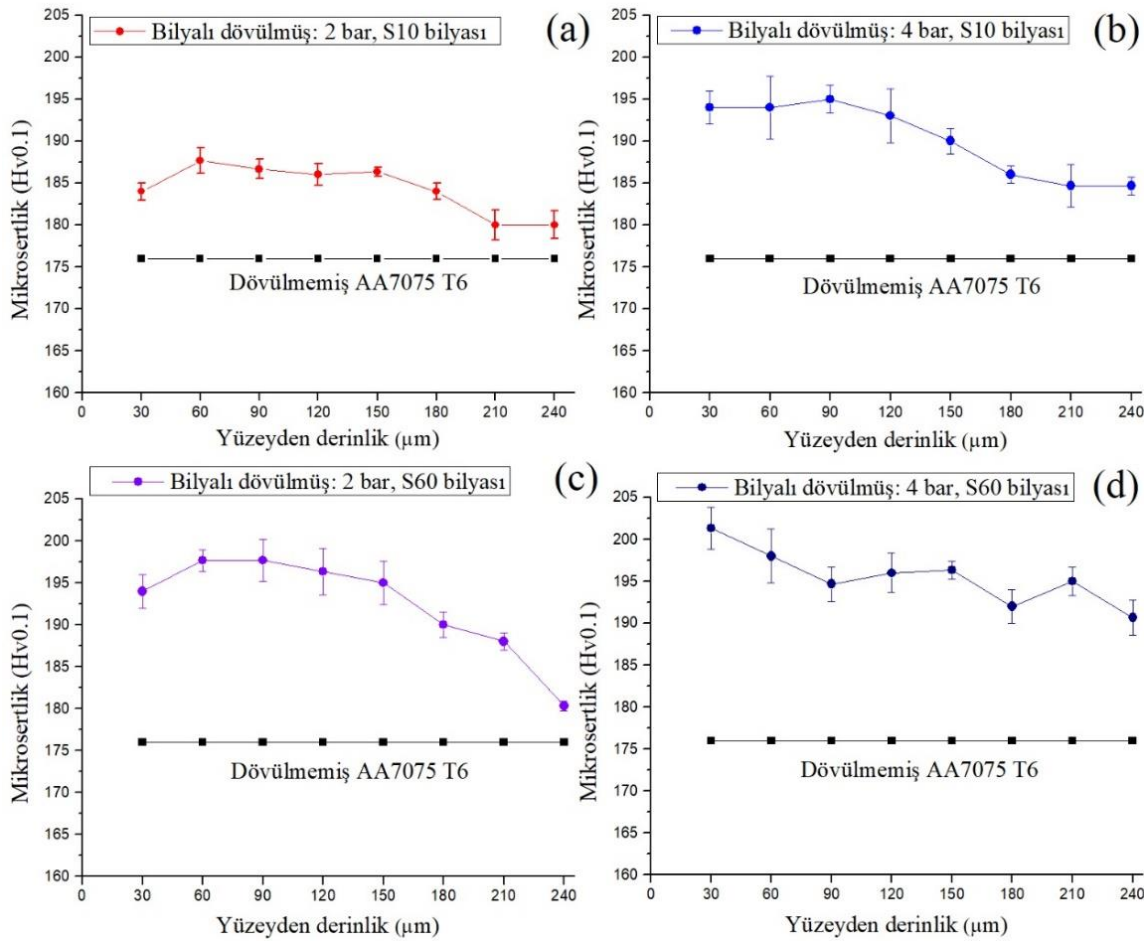 Bilyalı dövülmüş: 2 bar, S10 bilyası
(a)
Mikrosertlik (Hv0.1)
205
200
195
190
185
180
175
170
165
160
Dövülmemiş AA7075 T6
0 30 60 90 120 150 180 210 240
Yüzeyden derinlik (µm)
Bilyalı dövülmüş: 4 bar, S10 bilyası
(b)
Mikrosertlik (Hv0.1)
205
200
195
190
185
180
175
170
165
160
Dövülmemiş AA7075 T6
0 30 60 90 120 150 180 210 240
Yüzeyden derinlik (µm)
Bilyalı dövülmüş: 2 bar, S60 bilyası
(c)
Mikrosertlik (Hv0.1)
205
200
195
190
185
180
175
170
165
160
Dövülmemiş AA7075 T6
0 30 60 90 120 150 180 210 240
Yüzeyden derinlik (µm)
Bilyalı dövülmüş: 4 bar, S60 bilyası
(d)
Mikrosertlik (Hv0.1)
205
200
195
190
185
180
175
170
165
160
Dövülmemiş AA7075 T6
0 30 60 90 120 150 180 210 240
Yüzeyden derinlik (µm)